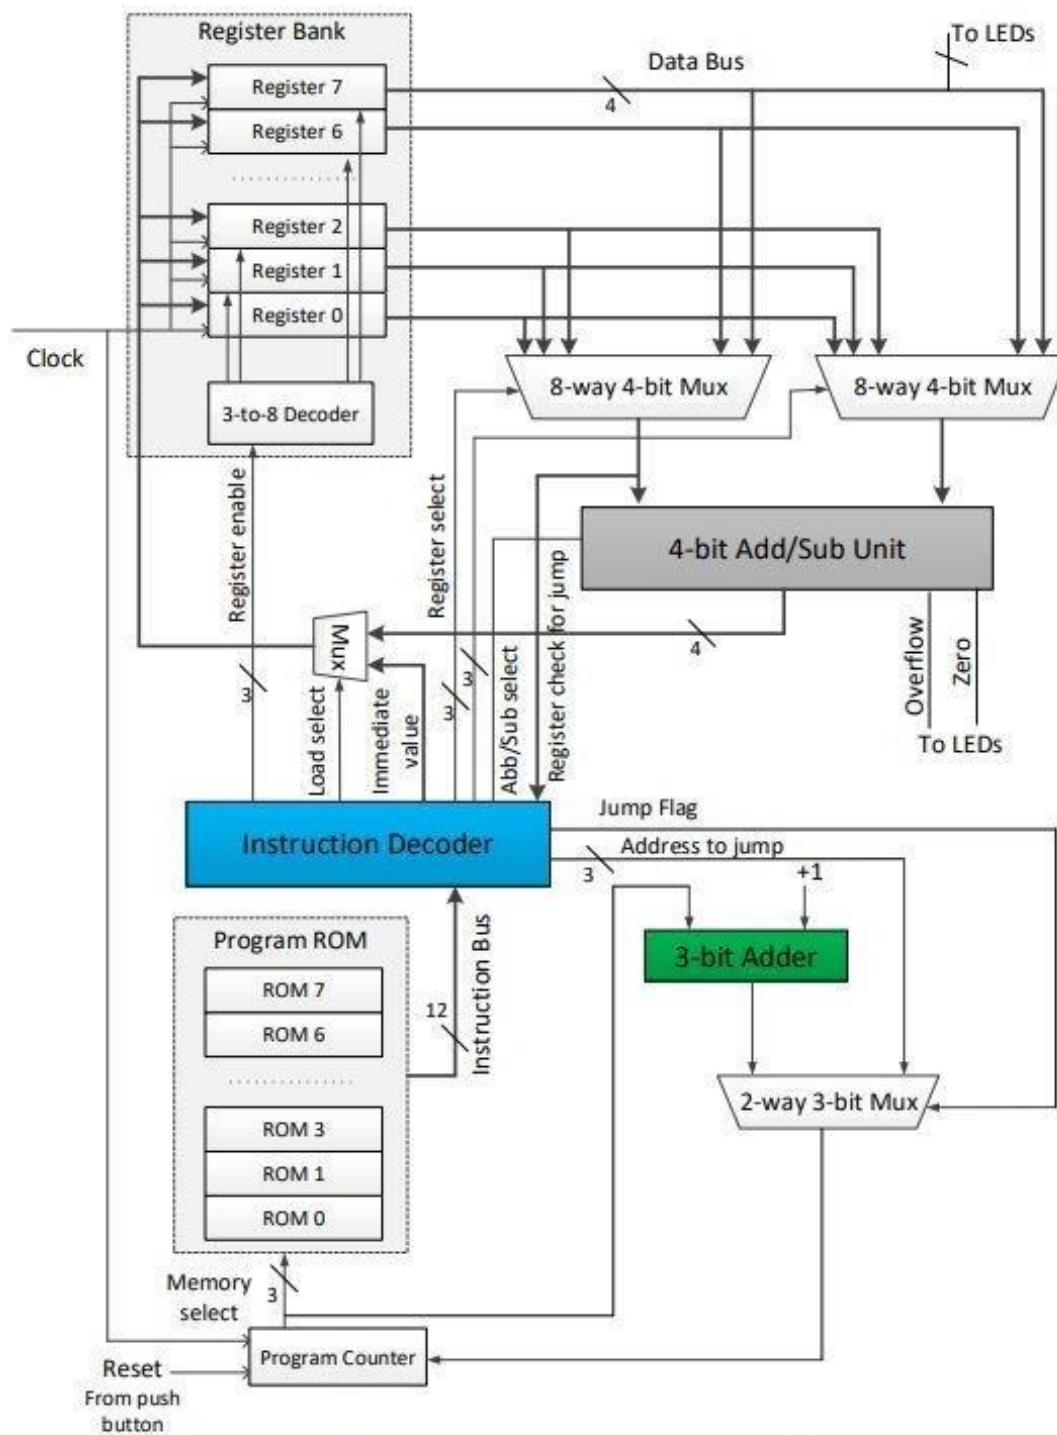 Register Bank
To LEDs
Data Bus
Register 7
4
Register 6
Register 2
Register 1
Register 0
Clock
8-way 4-bit Mux
8-way 4-bit Mux
3-to-8 Decoder
Register enable
Register select
4-bit Add/Sub Unit
Mux
4
3
3
3
Load select
Immediate
value
Abb/Sub select
Register check for jump
Overflow
Zero
To LEDs
Instruction Decoder
Jump Flag
Address to jump
3
+1
Program ROM
3-bit Adder
Instruction Bus
12
ROM 7
ROM 6
2-way 3-bit Mux
ROM 3
ROM 1
ROM 0
Memory
select
3
Program Counter
Reset
From push
button